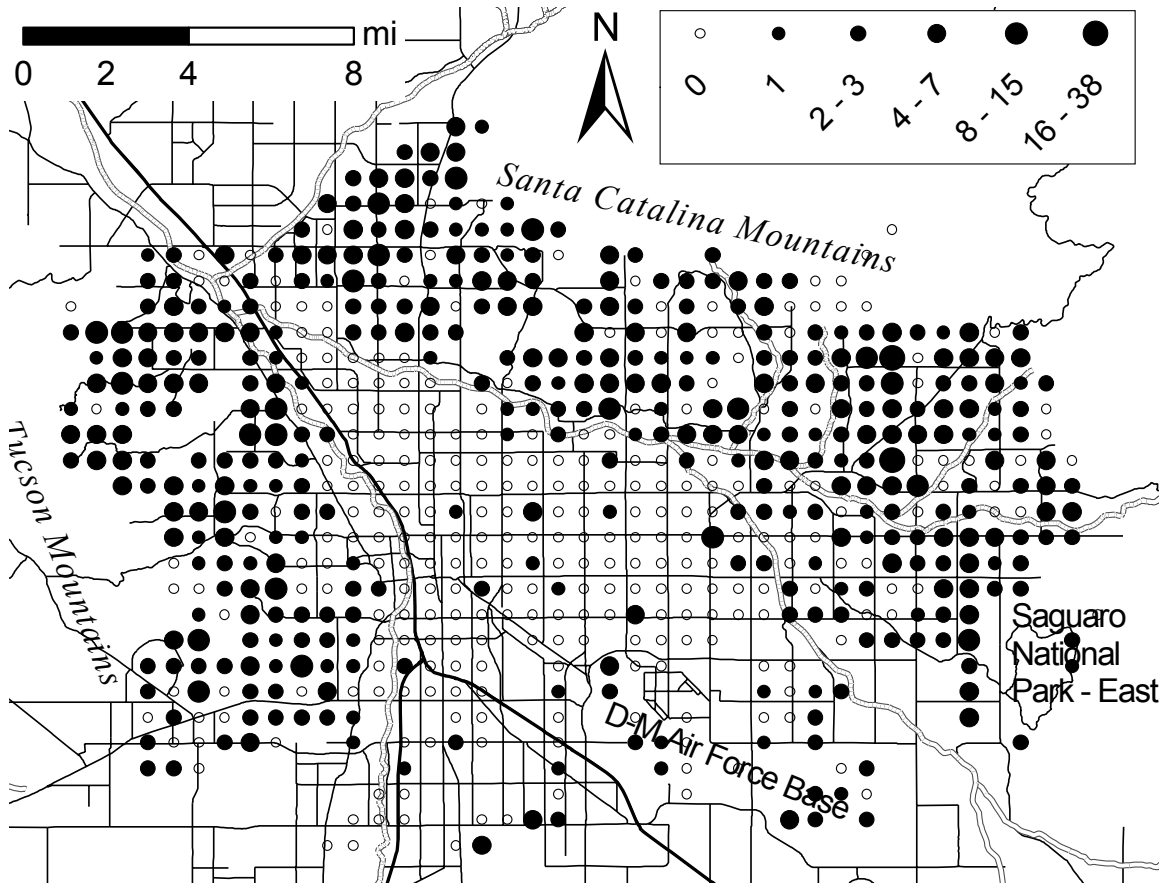 mi
0 2 4 8
N
0 1 2 - 3 4 - 7 8 - 15 16 - 38
Santa Catalina Mountains
Tucson Mountains
Saguaro
National
Park - East
D-M Air Force Base